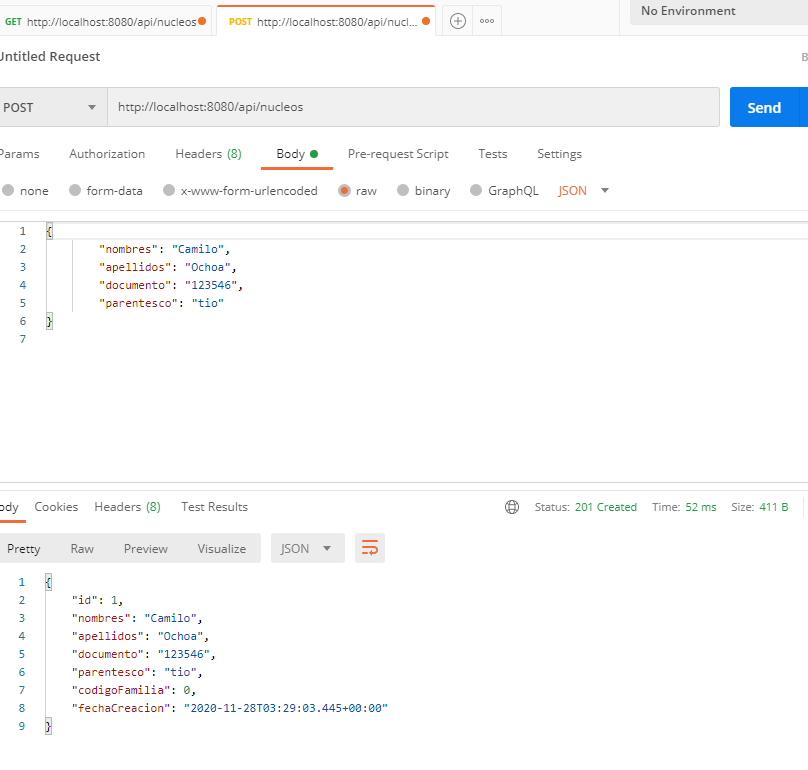 GET http://localhost:8080/api/nucleos
POST http://localhost:8080/api/nucl...
No Environment
Untitled Request
POST
http://localhost:8080/api/nucleos
Send
Params Authorization Headers (8) Body Pre-request Script Tests Settings
none form-data x-www-form-urlencoded raw binary GraphQL JSON
1 {
2 "nombres": "Camilo",
3 "apellidos": "Ochoa",
4 "documento": "123546",
5 "parentesco": "tio"
6 }
7
ody Cookies Headers (8) Test Results Status: 201 Created Time: 52 ms Size: 411 B
Pretty Raw Preview Visualize JSON
1 {
2 "id": 1,
3 "nombres": "Camilo",
4 "apellidos": "Ochoa",
5 "documento": "123546",
6 "parentesco": "tio",
7 "codigoFamilia": 0,
8 "fechaCreacion": "2020-11-28T03:29:03.445+00:00"
9 }